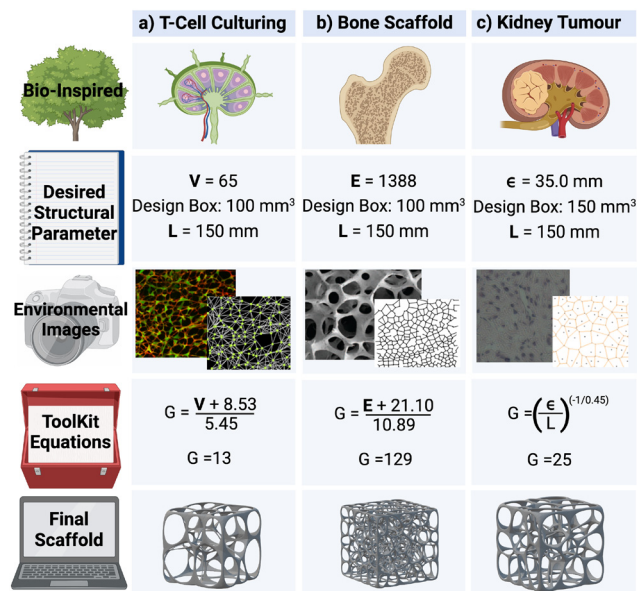 a) T-Cell Culturing
b) Bone Scaffold
c) Kidney Tumour
Bio-Inspired
Desired
Structural
Parameter
V = 65
Design Box: 100 mm³
L = 150 mm
E = 1388
Design Box: 100 mm³
L = 150 mm
ϵ = 35.0 mm
Design Box: 150 mm³
L = 150 mm
Environmental
Images
ToolKit
Equations
G = (V + 8.53) / 5.45
G =13
G = (E + 21.10) / 10.89
G =129
G = (ϵ / L)^(-1/0.45)
G =25
Final
Scaffold